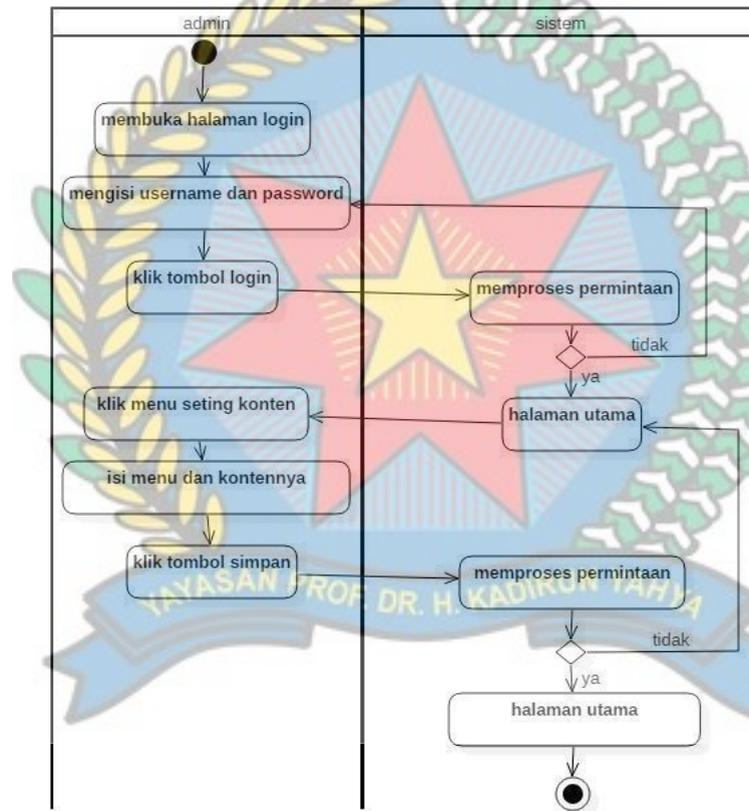 admin
sistem
membuka halaman login
mengisi username dan password
klik tombol login
memproses permintaan
tidak
ya
klik menu seting konten
halaman utama
isi menu dan kontennya
klik tombol simpan
memproses permintaan
YAYASAN PROF. DR. H. KADIRUN YAHYA
tidak
ya
halaman utama